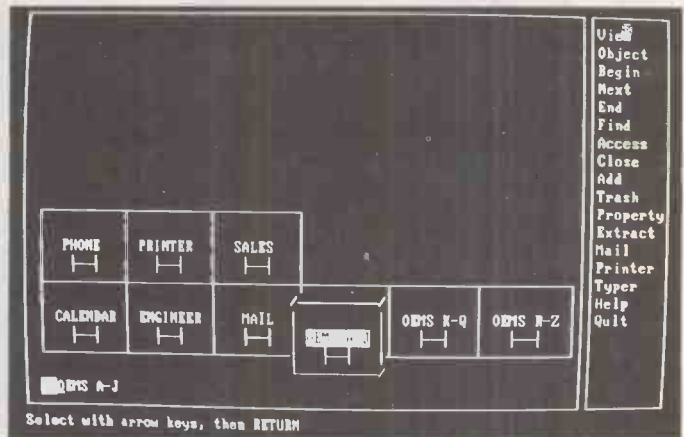 View
Object
Begin
Next
End
Find
Access
Close
Add
Trash
Property
Extract
Mail
Printer
Typer
Help
Quit
PHONE PRINTER SALES
CALENDAR ENGINEER MAIL OEMS K-Q OEMS R-Z
OEMS A-J
Select with arrow keys, then RETURN